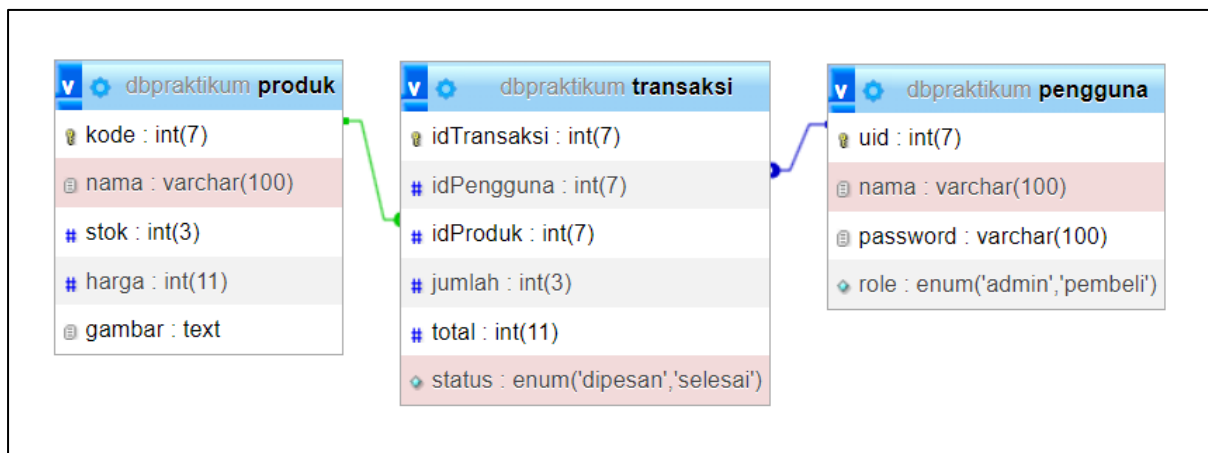 dbpraktikum produk
kode : int(7)
nama : varchar(100)
stok : int(3)
harga : int(11)
gambar : text
dbpraktikum transaksi
idTransaksi : int(7)
idPengguna : int(7)
idProduk : int(7)
jumlah : int(3)
total : int(11)
status : enum('dipesan','selesai')
dbpraktikum pengguna
uid : int(7)
nama : varchar(100)
password : varchar(100)
role : enum('admin','pembeli')